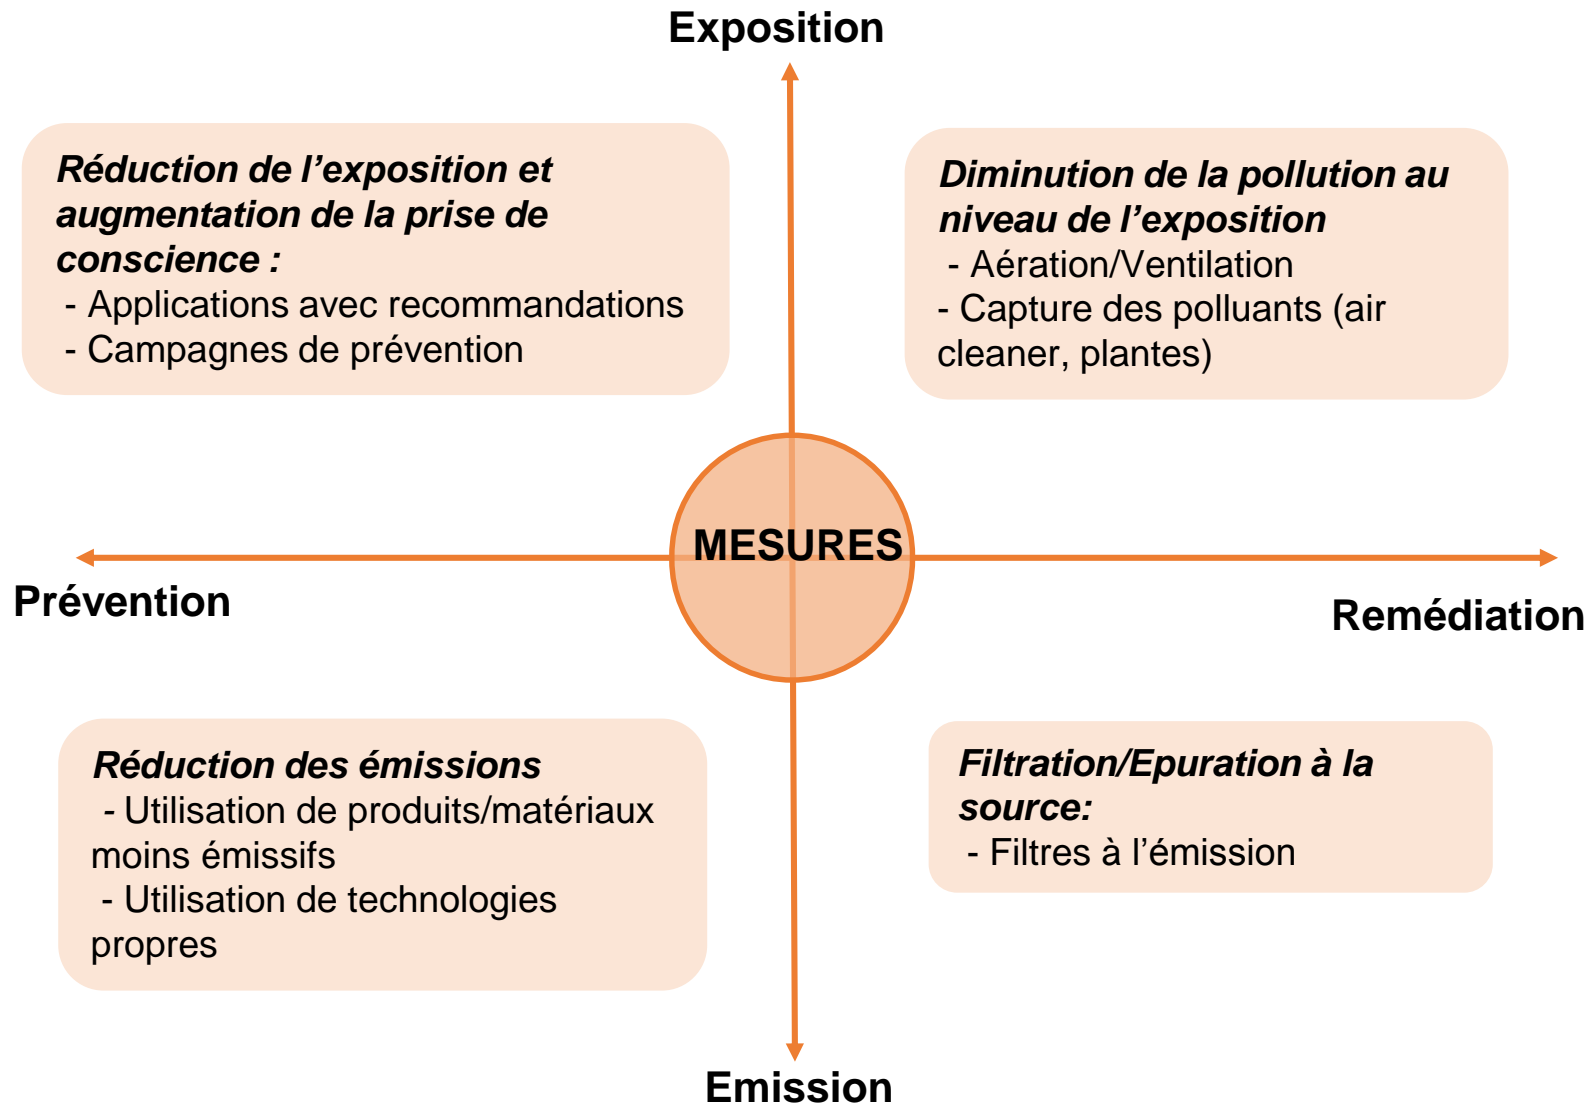 Exposition
Réduction de l’exposition et
augmentation de la prise de
conscience :
- Applications avec recommandations
- Campagnes de prévention
Diminution de la pollution au
niveau de l’exposition
- Aération/Ventilation
- Capture des polluants (air
cleaner, plantes)
MESURES
Prévention
Remédiation
Réduction des émissions
- Utilisation de produits/matériaux
moins émissifs
- Utilisation de technologies
propres
Filtration/Epuration à la
source:
- Filtres à l’émission
Emission